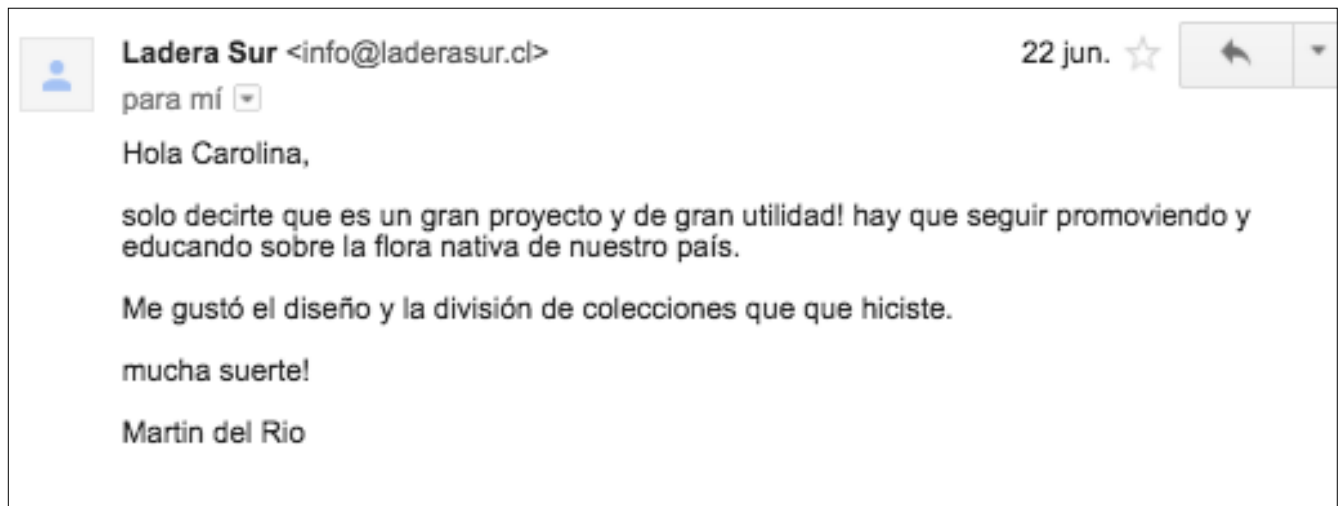 Ladera Sur <info@laderasur.cl> 22 jun.
para mí
Hola Carolina,
solo decirte que es un gran proyecto y de gran utilidad! hay que seguir promoviendo y
educando sobre la flora nativa de nuestro país.
Me gustó el diseño y la división de colecciones que que hiciste.
mucha suerte!
Martin del Rio